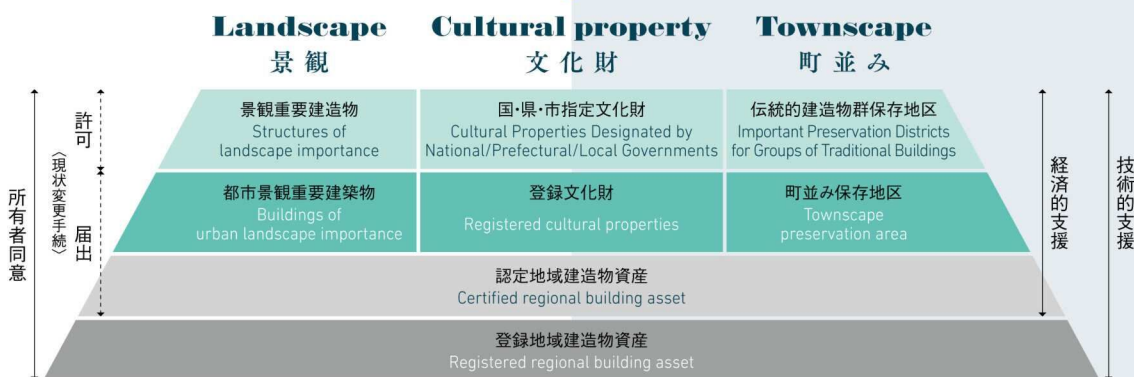 Landscape
景観
Cultural property
文化財
Townscape
町並み
景観重要建造物
Structures of
landscape importance
国・県・市指定文化財
Cultural Properties Designated by
National/Prefectural/Local Governments
伝統的建造物群保存地区
Important Preservation Districts
for Groups of Traditional Buildings
都市景観重要建築物
Buildings of
urban landscape importance
登録文化財
Registered cultural properties
町並み保存地区
Townscape
preservation area
認定地域建造物資産
Certified regional building asset
登録地域建造物資産
Registered regional building asset
所有者同意
〈現状変更手続〉
許可
届出
経済的支援
技術的支援